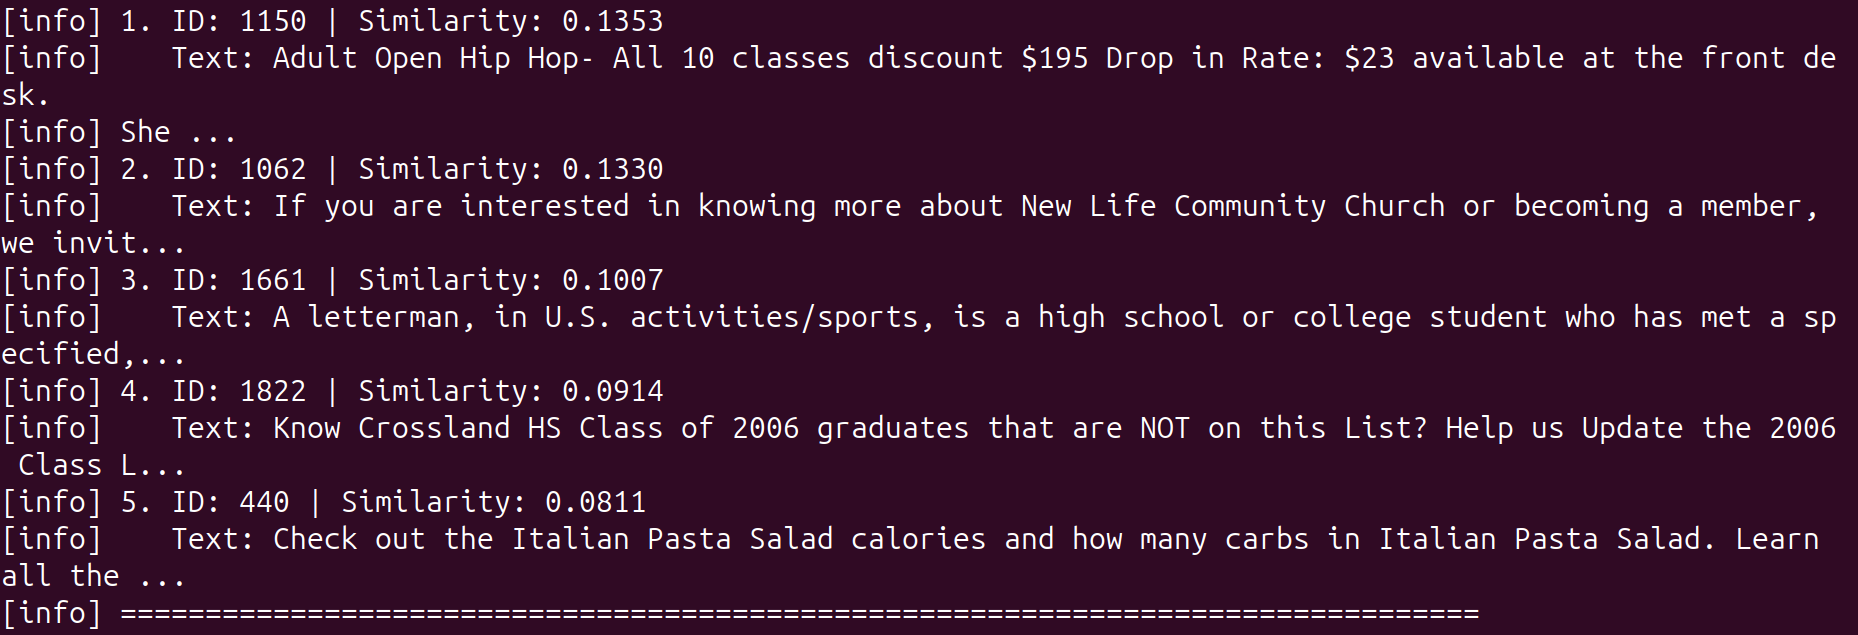 [info] 1. ID: 1150 | Similarity: 0.1353
[info]    Text: Adult Open Hip Hop- All 10 classes discount $195 Drop in Rate: $23 available at the front de
sk.
[info] She ...
[info] 2. ID: 1062 | Similarity: 0.1330
[info]    Text: If you are interested in knowing more about New Life Community Church or becoming a member,
we invit...
[info] 3. ID: 1661 | Similarity: 0.1007
[info]    Text: A letterman, in U.S. activities/sports, is a high school or college student who has met a sp
ecified,...
[info] 4. ID: 1822 | Similarity: 0.0914
[info]    Text: Know Crossland HS Class of 2006 graduates that are NOT on this List? Help us Update the 2006
 Class L...
[info] 5. ID: 440 | Similarity: 0.0811
[info]    Text: Check out the Italian Pasta Salad calories and how many carbs in Italian Pasta Salad. Learn
all the ...
[info] ================================================================================